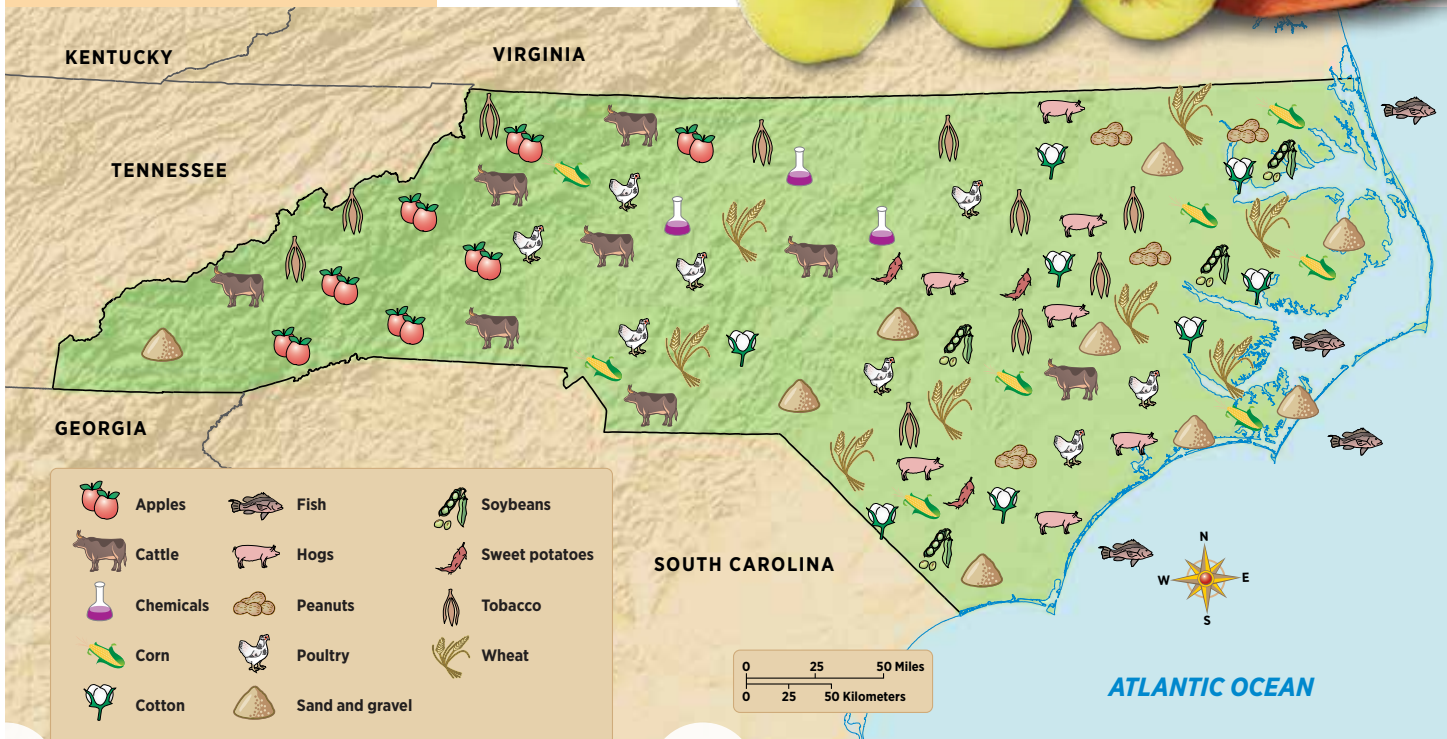 KENTUCKY
VIRGINIA
TENNESSEE
GEORGIA
SOUTH CAROLINA
Apples
Fish
Soybeans
Cattle
Hogs
Sweet potatoes
Chemicals
Peanuts
Tobacco
Corn
Poultry
Wheat
Cotton
Sand and gravel
0 25 50 Miles
0 25 50 Kilometers
N
W E
S
ATLANTIC OCEAN